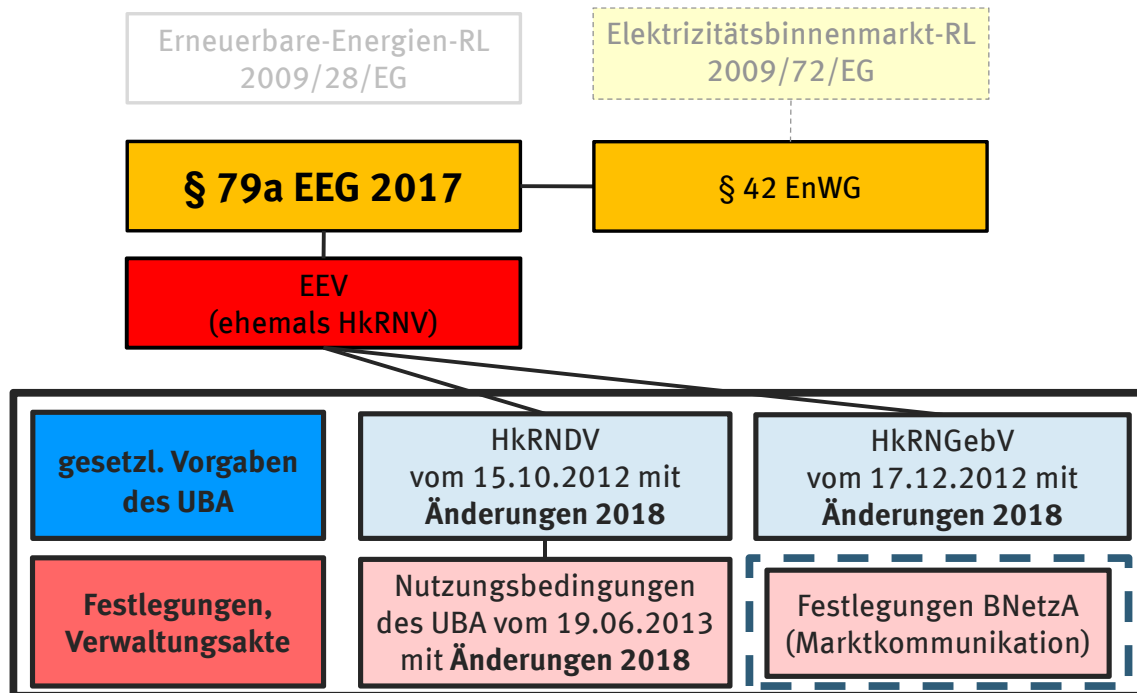 Erneuerbare-Energien-RL
2009/28/EG
Elektrizitätsbinnenmarkt-RL
2009/72/EG
§ 79a EEG 2017
§ 42 EnWG
EEV
(ehemals HkRNV)
gesetzl. Vorgaben
des UBA
HkRNDV
vom 15.10.2012 mit
Änderungen 2018
HkRNGebV
vom 17.12.2012 mit
Änderungen 2018
Festlegungen,
Verwaltungsakte
Nutzungsbedingungen
des UBA vom 19.06.2013
mit Änderungen 2018
Festlegungen BNetzA
(Marktkommunikation)